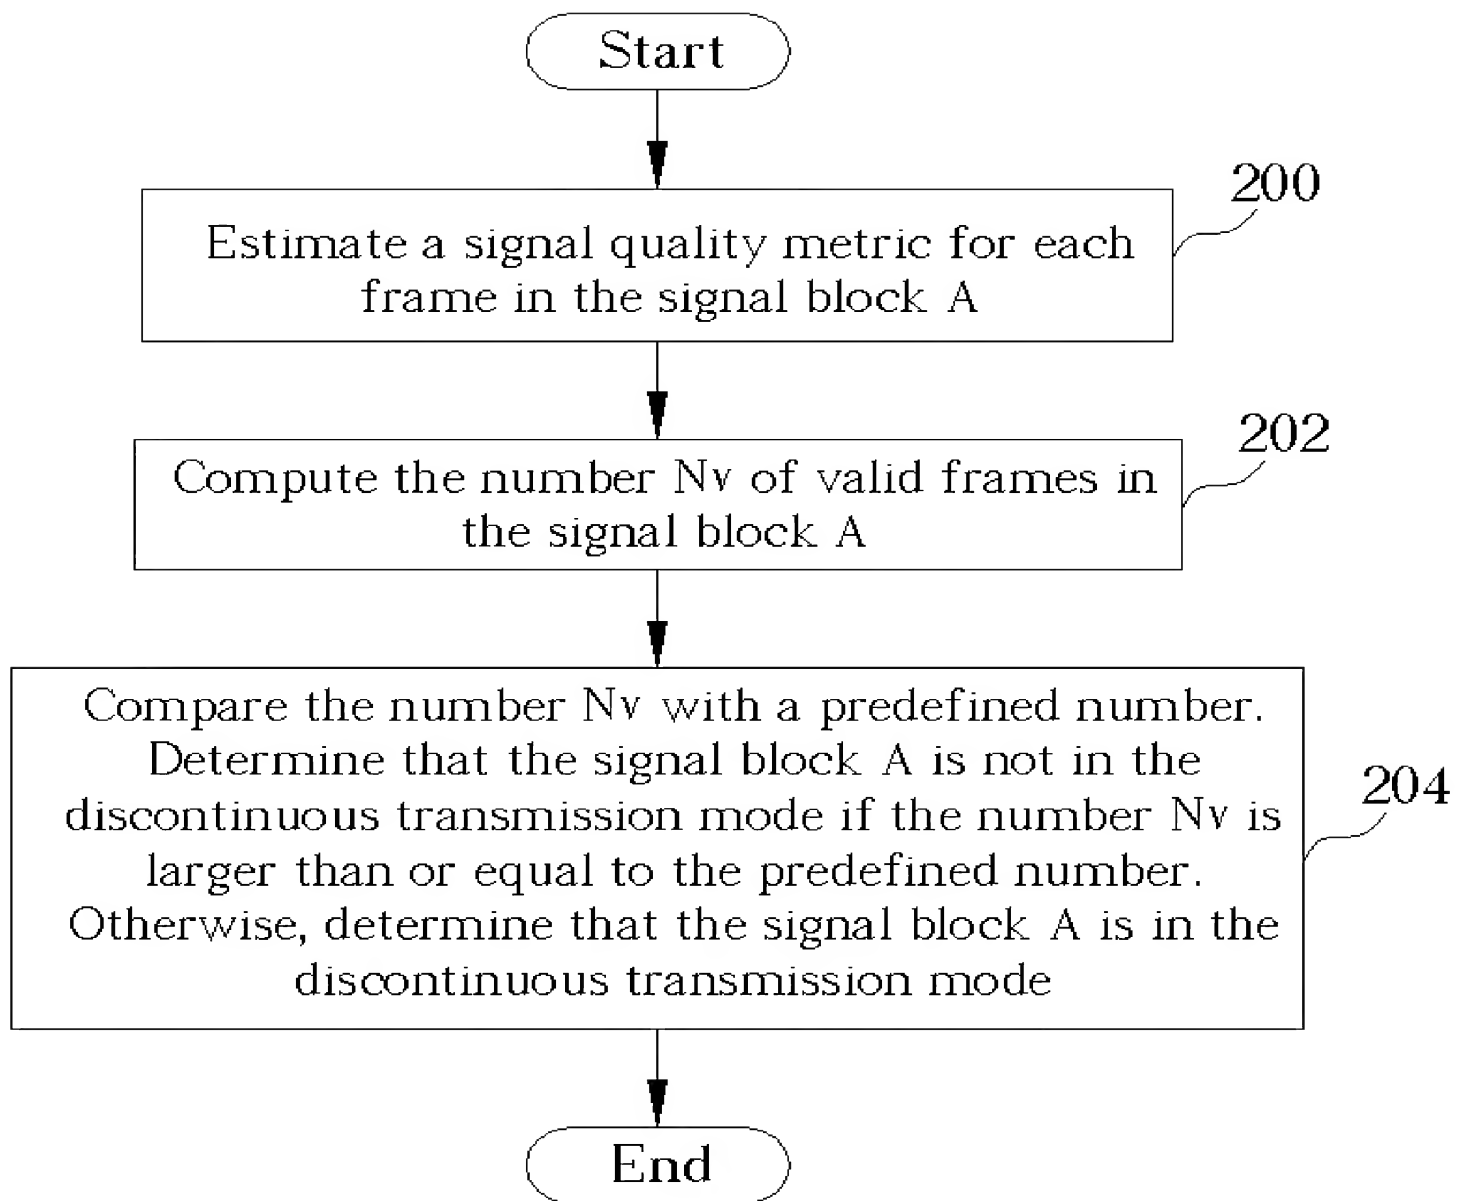 Start
200
Estimate a signal quality metric for each
frame in the signal block A
202
Compute the number Nv of valid frames in
the signal block A
204
Compare the number Nv with a predefined number.
Determine that the signal block A is not in the
discontinuous transmission mode if the number Nv is
larger than or equal to the predefined number.
Otherwise, determine that the signal block A is in the
discontinuous transmission mode
End